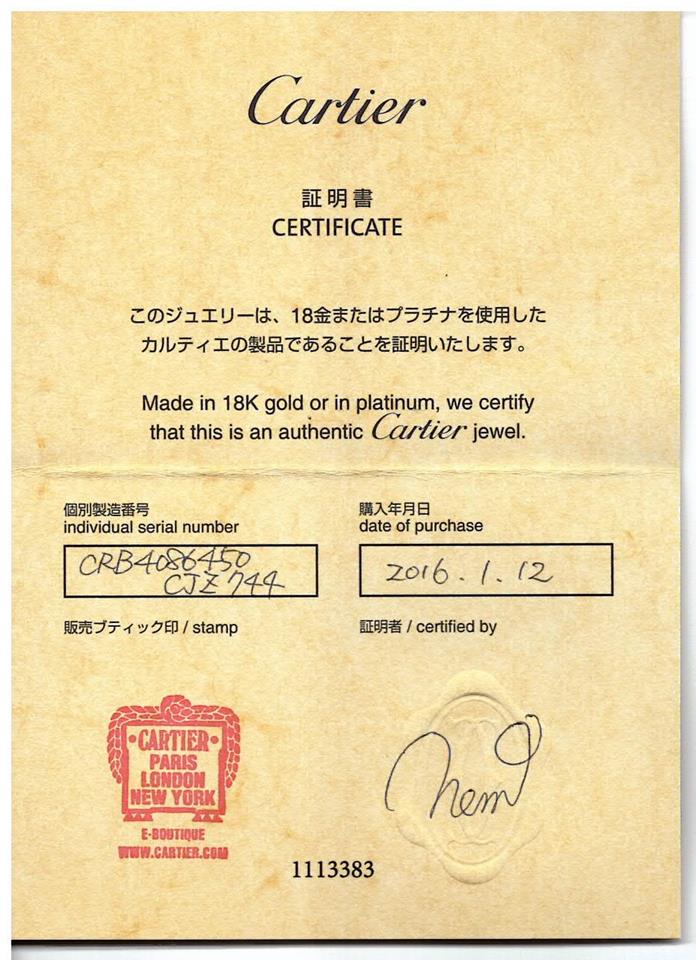 Cartier
証明書
CERTIFICATE
このジュエリーは、18金またはプラチナを使用した
カルティエの製品であることを証明いたします。
Made in 18K gold or in platinum, we certify
that this is an authentic Cartier jewel.
個別製造番号
individual serial number
CRB4086450
CJZ744
購入年月日
date of purchase
2016.1.12
販売ブティック印 / stamp
証明者 / certified by
·CARTIER·
PARIS
LONDON
NEW YORK
E-BOUTIQUE
WWW.CARTIER.COM
1113383